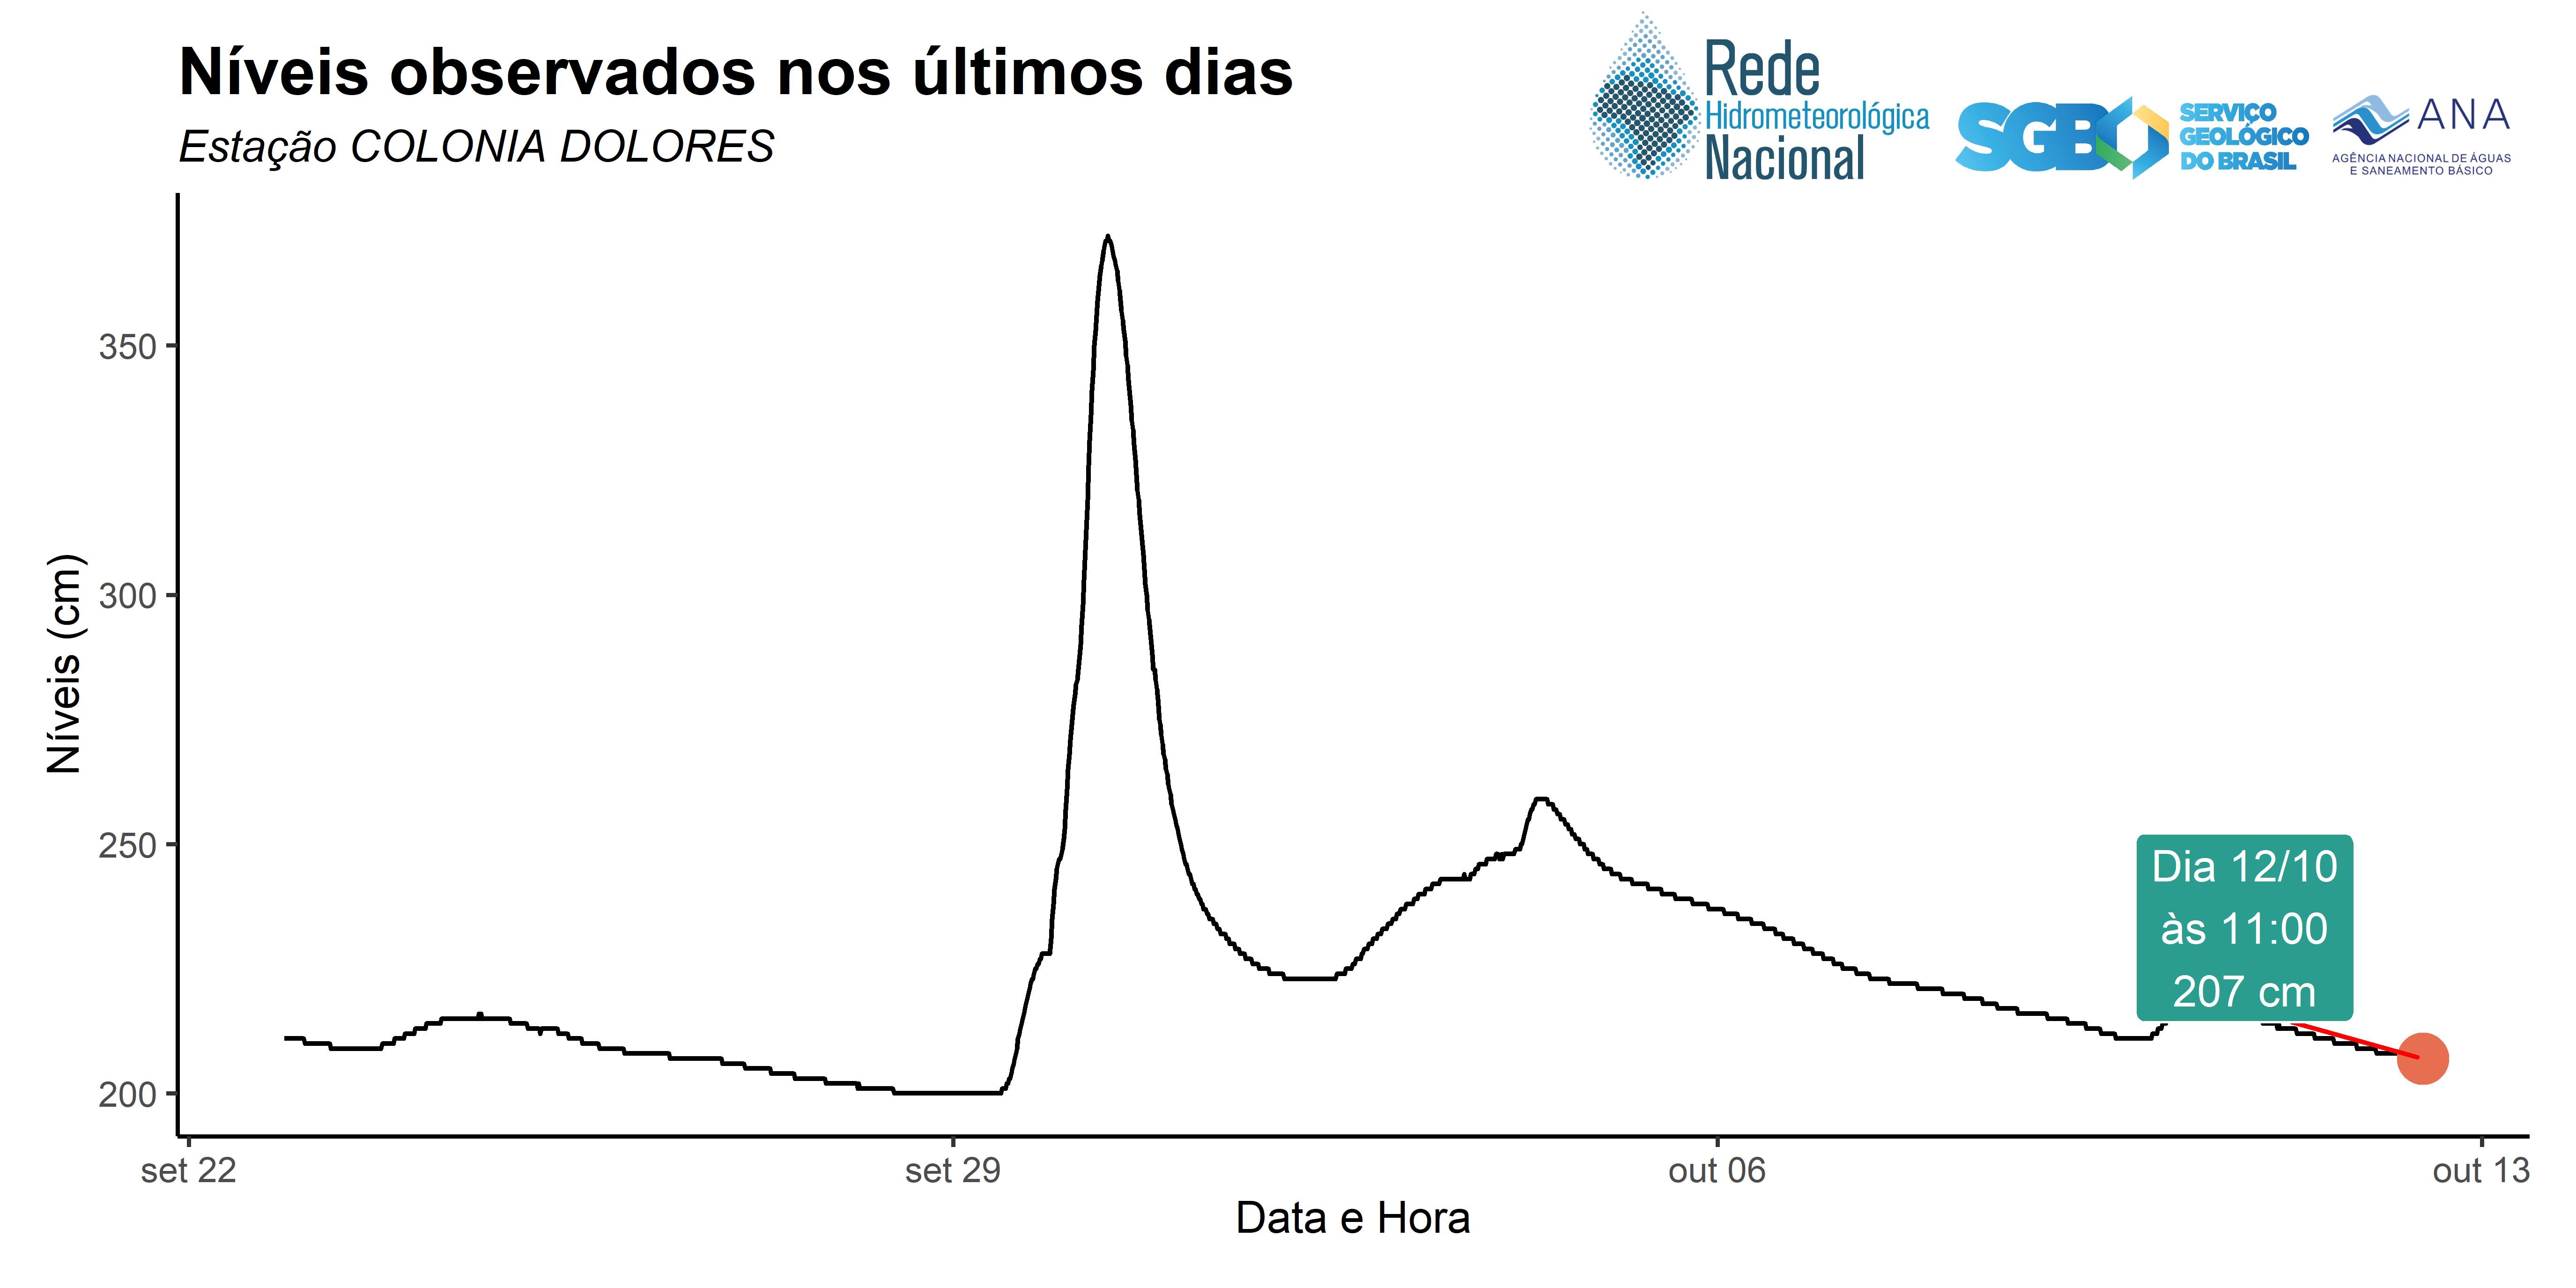 Níveis observados nos últimos dias
Estação COLONIA DOLORES
Rede
Hidrometeorológica
Nacional
SGB
SERVIÇO
GEOLÓGICO
DO BRASIL
ANA
AGÊNCIA NACIONAL DE ÁGUAS
E SANEAMENTO BÁSICO
Níveis (cm)
350
300
250
200
Dia 12/10
às 11:00
207 cm
set 22
set 29
out 06
out 13
Data e Hora